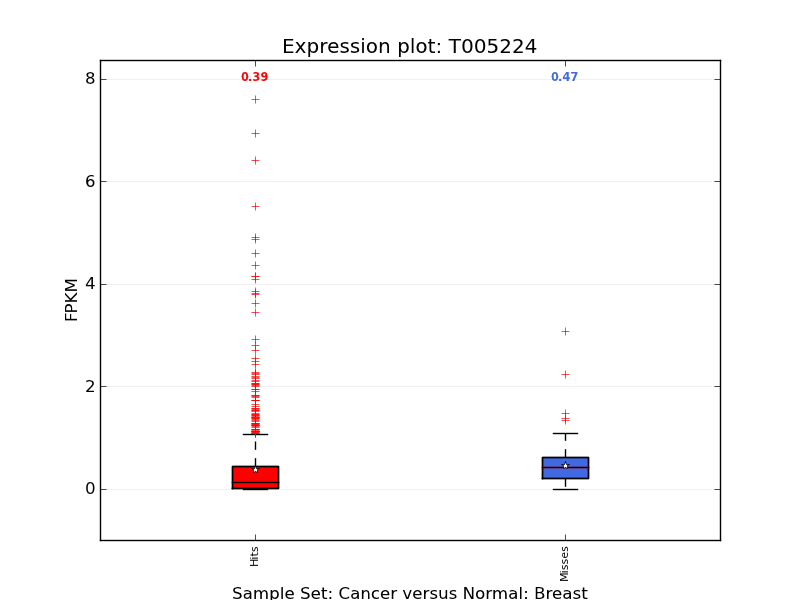 Expression plot: T005224
0.39
0.47
8
6
4
2
0
FPKM
Hits
Misses
Sample Set: Cancer versus Normal: Breast